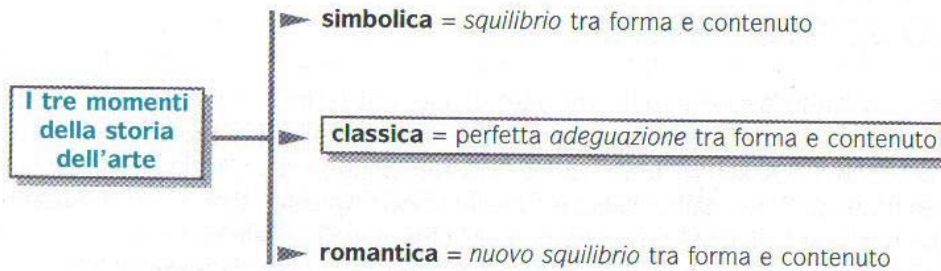 simbolica = squilibrio tra forma e contenuto
I tre momenti
della storia
dell'arte
classica = perfetta adeguazione tra forma e contenuto
romantica = nuovo squilibrio tra forma e contenuto